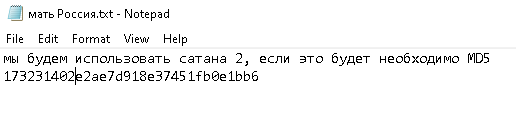 мать Россия.txt - Notepad
File Edit Format View Help
мы будем использовать сатана 2, если это будет необходимо MD5
173231402e2ae7d918e37451fb0e1bb6